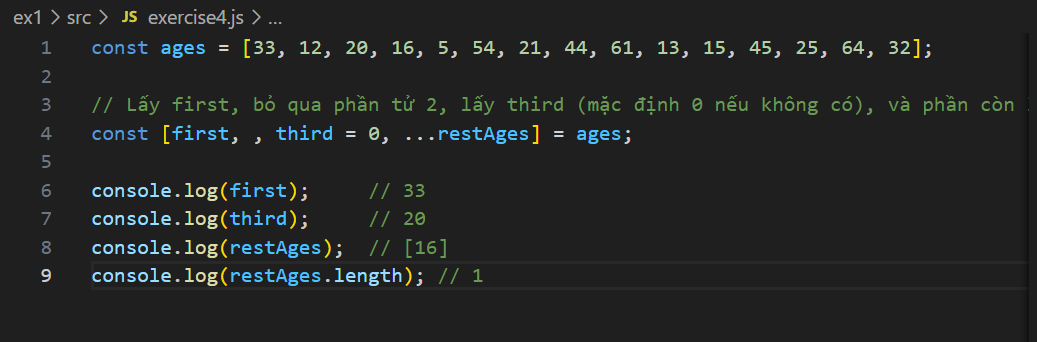 ex1 > src > JS exercise4.js > ...
1 const ages = [33, 12, 20, 16, 5, 54, 21, 44, 61, 13, 15, 45, 25, 64, 32];
2
3 // Lấy first, bỏ qua phần tử 2, lấy third (mặc định 0 nếu không có), và phần còn
4 const [first, , third = 0, ...restAges] = ages;
5
6 console.log(first);     // 33
7 console.log(third);     // 20
8 console.log(restAges);  // [16]
9 console.log(restAges.length); // 1